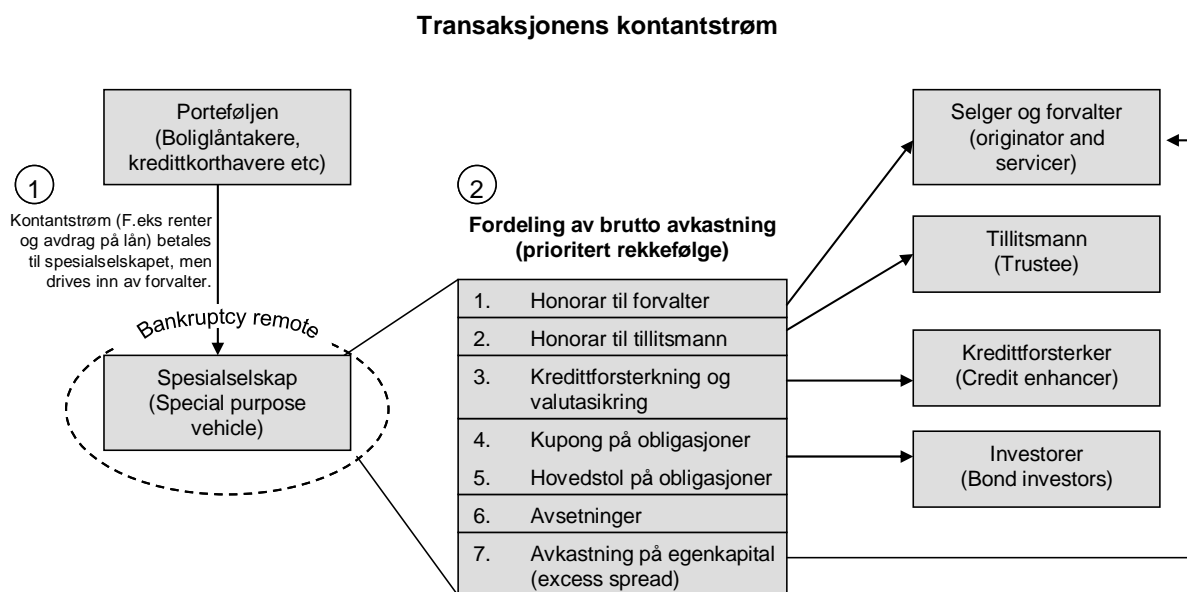 Transaksjonens kontantstrøm
Porteføljen
(Boliglåntakere,
kredittkorthavere etc)
1
Kontantstrøm (F.eks renter
og avdrag på lån) betales
til spesialselskapet, men
drives inn av forvalter.
Bankruptcy remote
Spesialselskap
(Special purpose
vehicle)
2
Fordeling av brutto avkastning
(prioritert rekkefølge)
1. Honorar til forvalter
2. Honorar til tillitsmann
3. Kredittforsterkning og
valutasikring
4. Kupong på obligasjoner
5. Hovedstol på obligasjoner
6. Avsetninger
7. Avkastning på egenkapital
(excess spread)
Selger og forvalter
(originator and
servicer)
Tillitsmann
(Trustee)
Kredittforsterker
(Credit enhancer)
Investorer
(Bond investors)